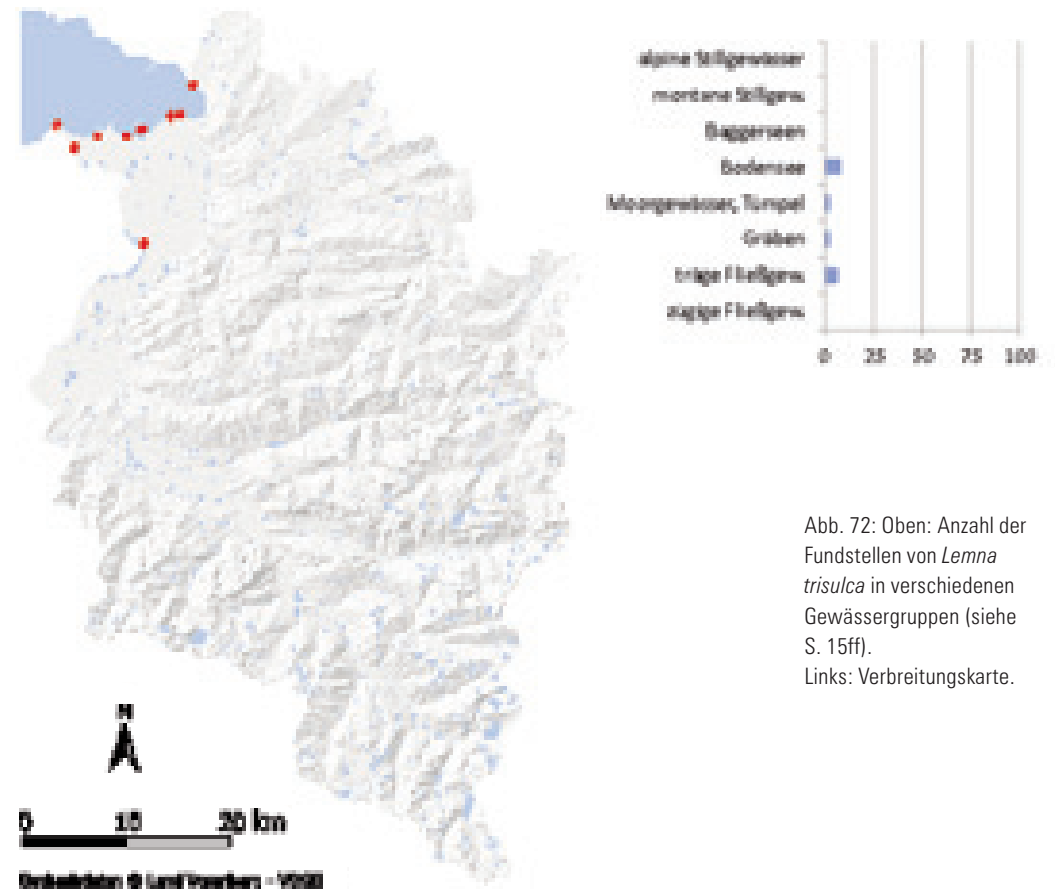 alpine Stillgewässer
montane Stillgew.
Baggerseen
Bodensee
Moorgewässer, Tümpel
Gräben
träge Fließgew.
zügige Fließgew.
0 25 50 75 100
Abb. 72: Oben: Anzahl der
Fundstellen von Lemna
trisulca in verschiedenen
Gewässergruppen (siehe
S. 15ff).
Links: Verbreitungskarte.
N
0 10 20 km
Land Vorarlberg -